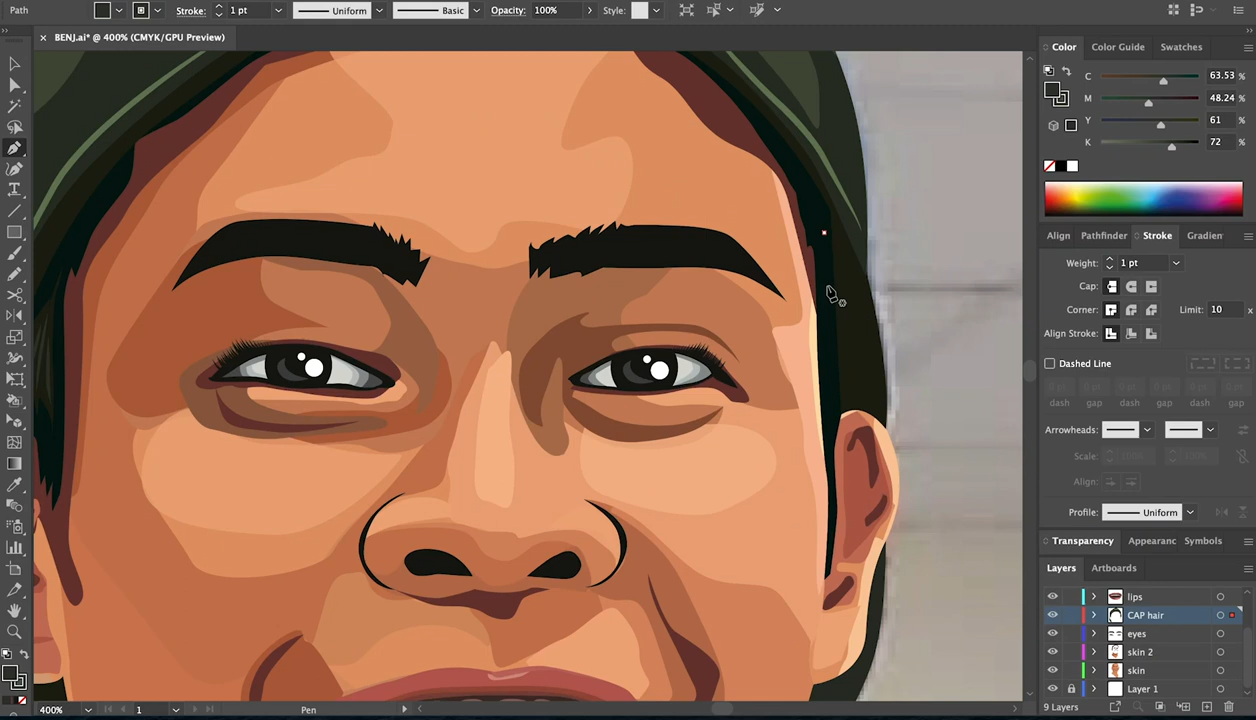 Path
Stroke: 1 pt Uniform Basic Opacity: 100% Style:
BENJ.ai* @ 400% (CMYK/GPU Preview)
Color Color Guide Swatches
C 63.53 %
M 48.24 %
Y 61 %
K 72 %
Align Pathfinder Stroke Gradien
Weight: 1 pt
Cap:
Corner: Limit: 10 x
Align Stroke:
Dashed Line
dash gap dash gap dash gap
Arrowheads:
Scale:
Align:
Profile: Uniform
Transparency Appearanc Symbols
Layers Artboards
lips
CAP hair
eyes
skin 2
skin
Layer 1
9 Layers
400% 1 Pen